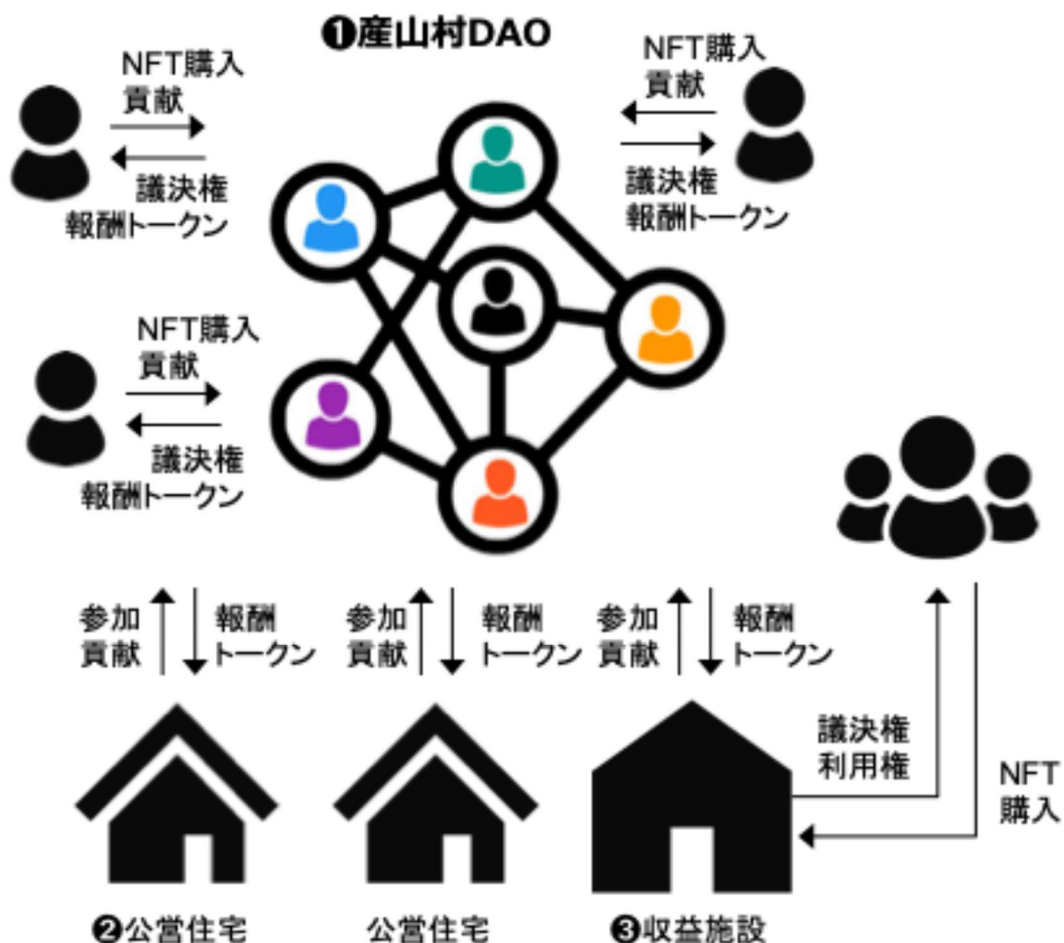 ❶産山村DAO
NFT購入
貢献
議決権
報酬トークン
NFT購入
貢献
議決権
報酬トークン
NFT購入
貢献
議決権
報酬トークン
参加
貢献
報酬
トークン
参加
貢献
報酬
トークン
参加
貢献
報酬
トークン
議決権
利用権
NFT
購入
❷公営住宅
公営住宅
❸収益施設